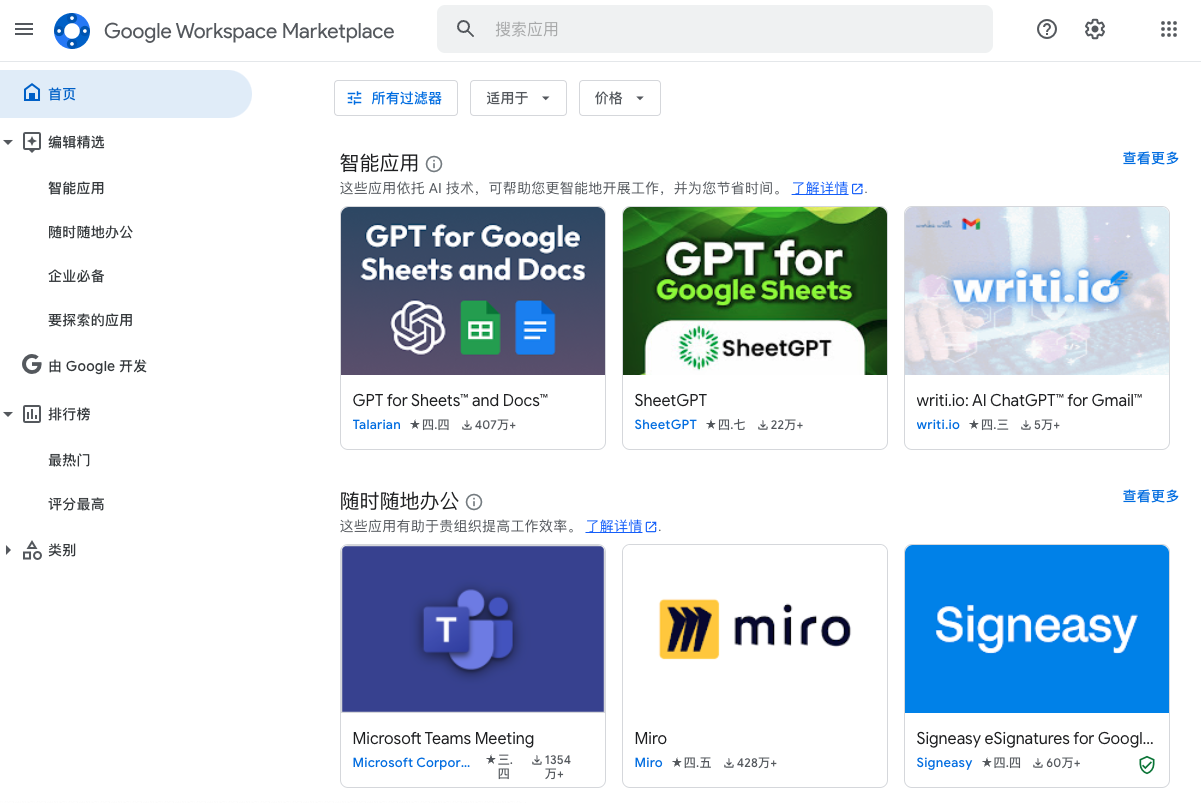 Google Workspace Marketplace
搜索应用
首页
编辑精选
智能应用
随时随地办公
企业必备
要探索的应用
由 Google 开发
排行榜
最热门
评分最高
类别
所有过滤器
适用于
价格
智能应用
查看更多
这些应用依托 AI 技术，可帮助您更智能地开展工作，并为您节省时间。 了解详情.
GPT for Google
Sheets and Docs
GPT for Sheets™ and Docs™
Talarian ★四.四 407万+
GPT for
Google Sheets
SheetGPT
SheetGPT
SheetGPT ★四.七 22万+
writi.io
writi.io: AI ChatGPT™ for Gmail™
writi.io ★四.三 5万+
随时随地办公
查看更多
这些应用有助于贵组织提高工作效率。 了解详情.
T
Microsoft Teams Meeting
Microsoft Corpor... ★三.四 1354万+
miro
Miro
Miro ★四.五 428万+
Signeasy
Signeasy eSignatures for Googl...
Signeasy ★四.四 60万+